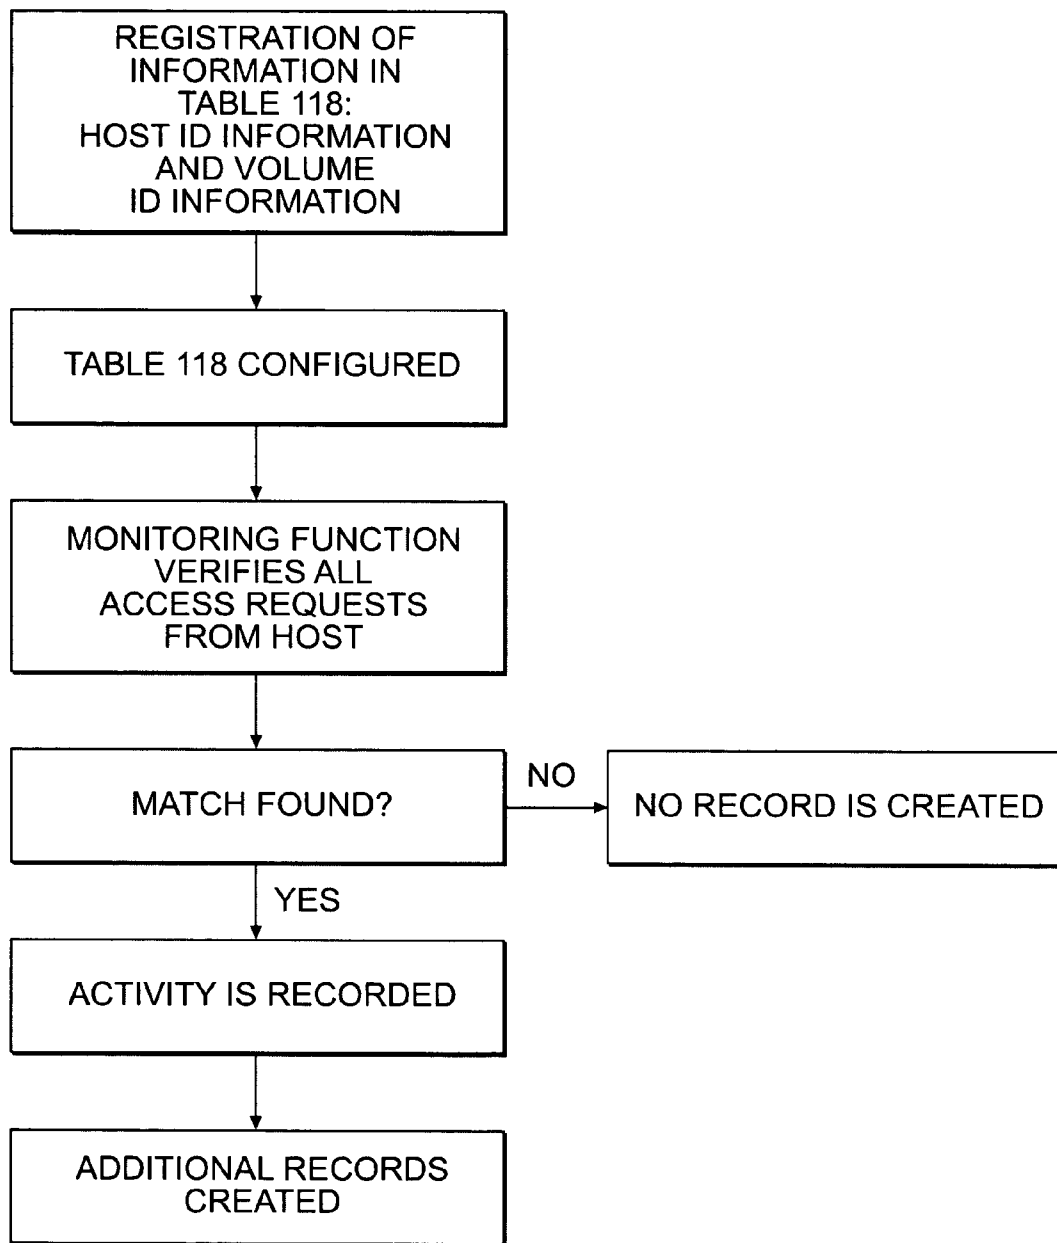 REGISTRATION OF
INFORMATION IN
TABLE 118:
HOST ID INFORMATION
AND VOLUME
ID INFORMATION
TABLE 118 CONFIGURED
MONITORING FUNCTION
VERIFIES ALL
ACCESS REQUESTS
FROM HOST
MATCH FOUND?
NO
NO RECORD IS CREATED
YES
ACTIVITY IS RECORDED
ADDITIONAL RECORDS
CREATED